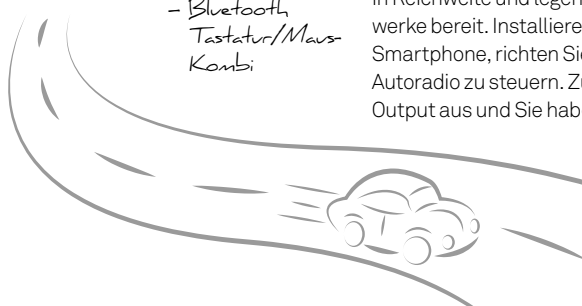 – Bluetooth
Tastatur/Maus-
Kombi
in Reichweite und legen
werke bereit. Installiere
Smartphone, richten Sie
Autoradio zu steuern. Zu
Output aus und Sie hab